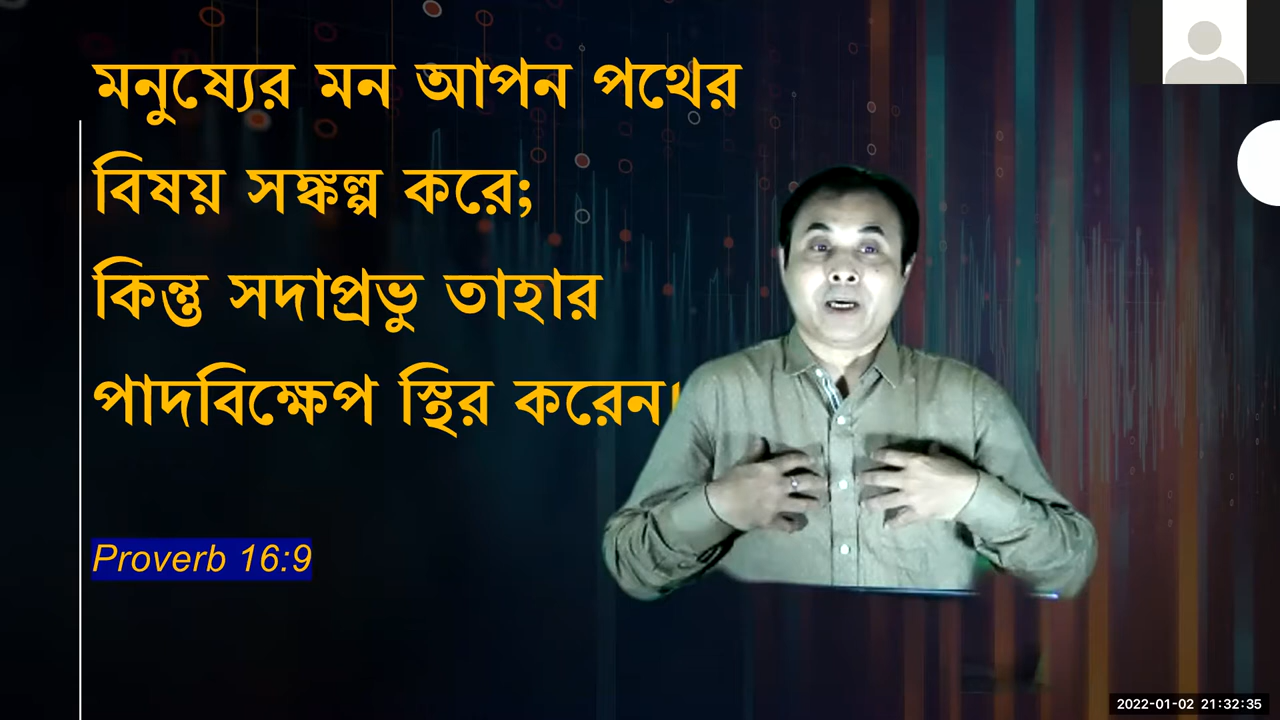 মনুষ্যের মন আপন পথের
বিষয় সঙ্কল্প করে;
কিন্তু সদাপ্রভু তাহার
পাদবিক্ষেপ স্থির করেন।
Proverb 16:9
2022-01-02 21:32:35